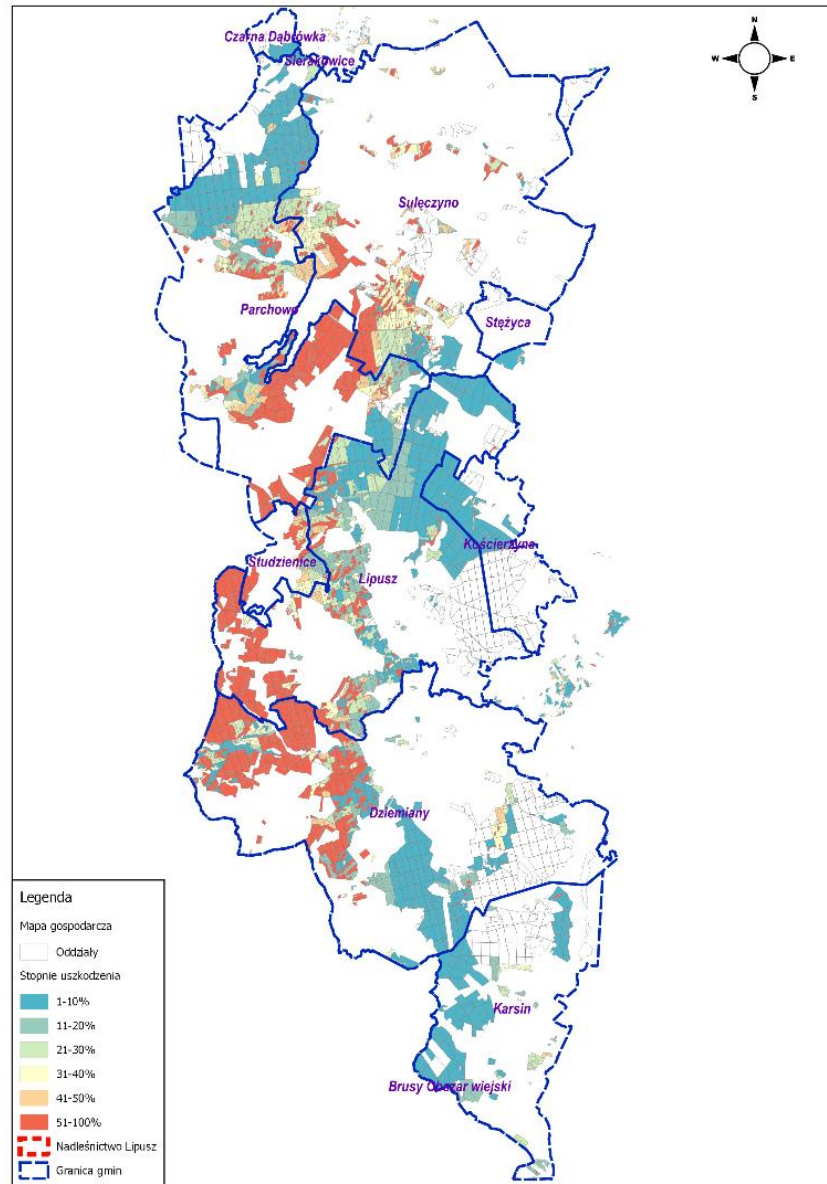 Czarna Dąbrówka
Sierakowice
N
W
E
S
Sulęczyno
Parchowo
Stężyca
Kościerzyna
Studzienice
Lipusz
Dziemiany
Karsin
Brusy Obszar wiejski
Legenda
Mapa gospodarcza
Oddziały
Stopnie uszkodzenia
1-10%
11-20%
21-30%
31-40%
41-50%
51-100%
Nadleśnictwo Lipusz
Granica gmin